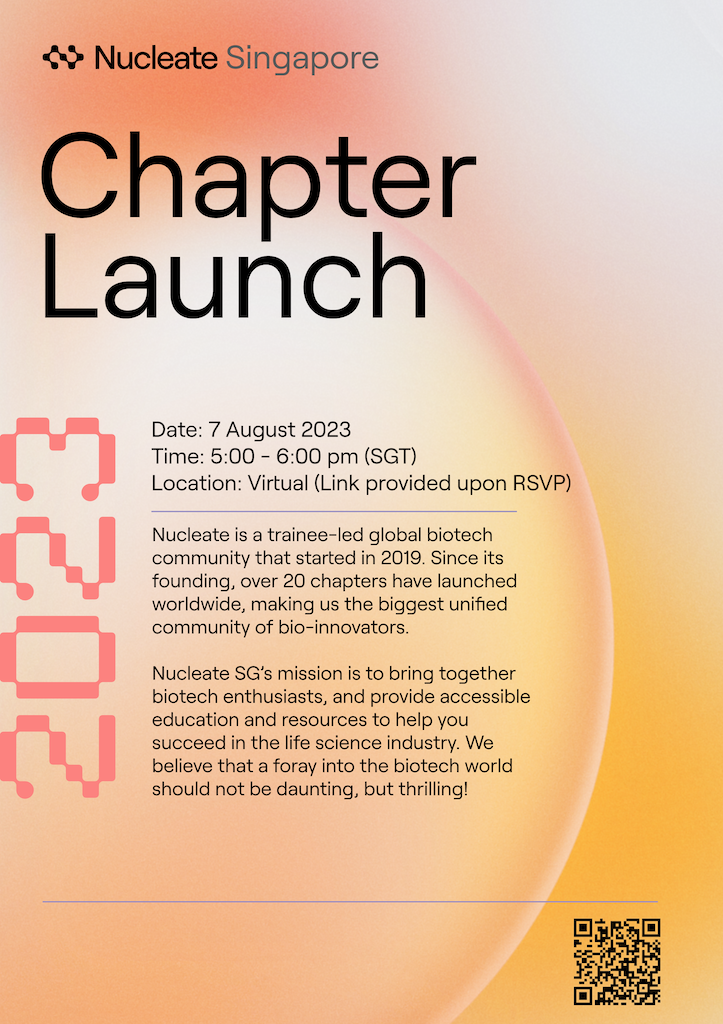 Nucleate Singapore
Chapter
Launch
2023
Date: 7 August 2023
Time: 5:00 - 6:00 pm (SGT)
Location: Virtual (Link provided upon RSVP)
Nucleate is a trainee-led global biotech
community that started in 2019. Since its
founding, over 20 chapters have launched
worldwide, making us the biggest unified
community of bio-innovators.
Nucleate SG's mission is to bring together
biotech enthusiasts, and provide accessible
education and resources to help you
succeed in the life science industry. We
believe that a foray into the biotech world
should not be daunting, but thrilling!